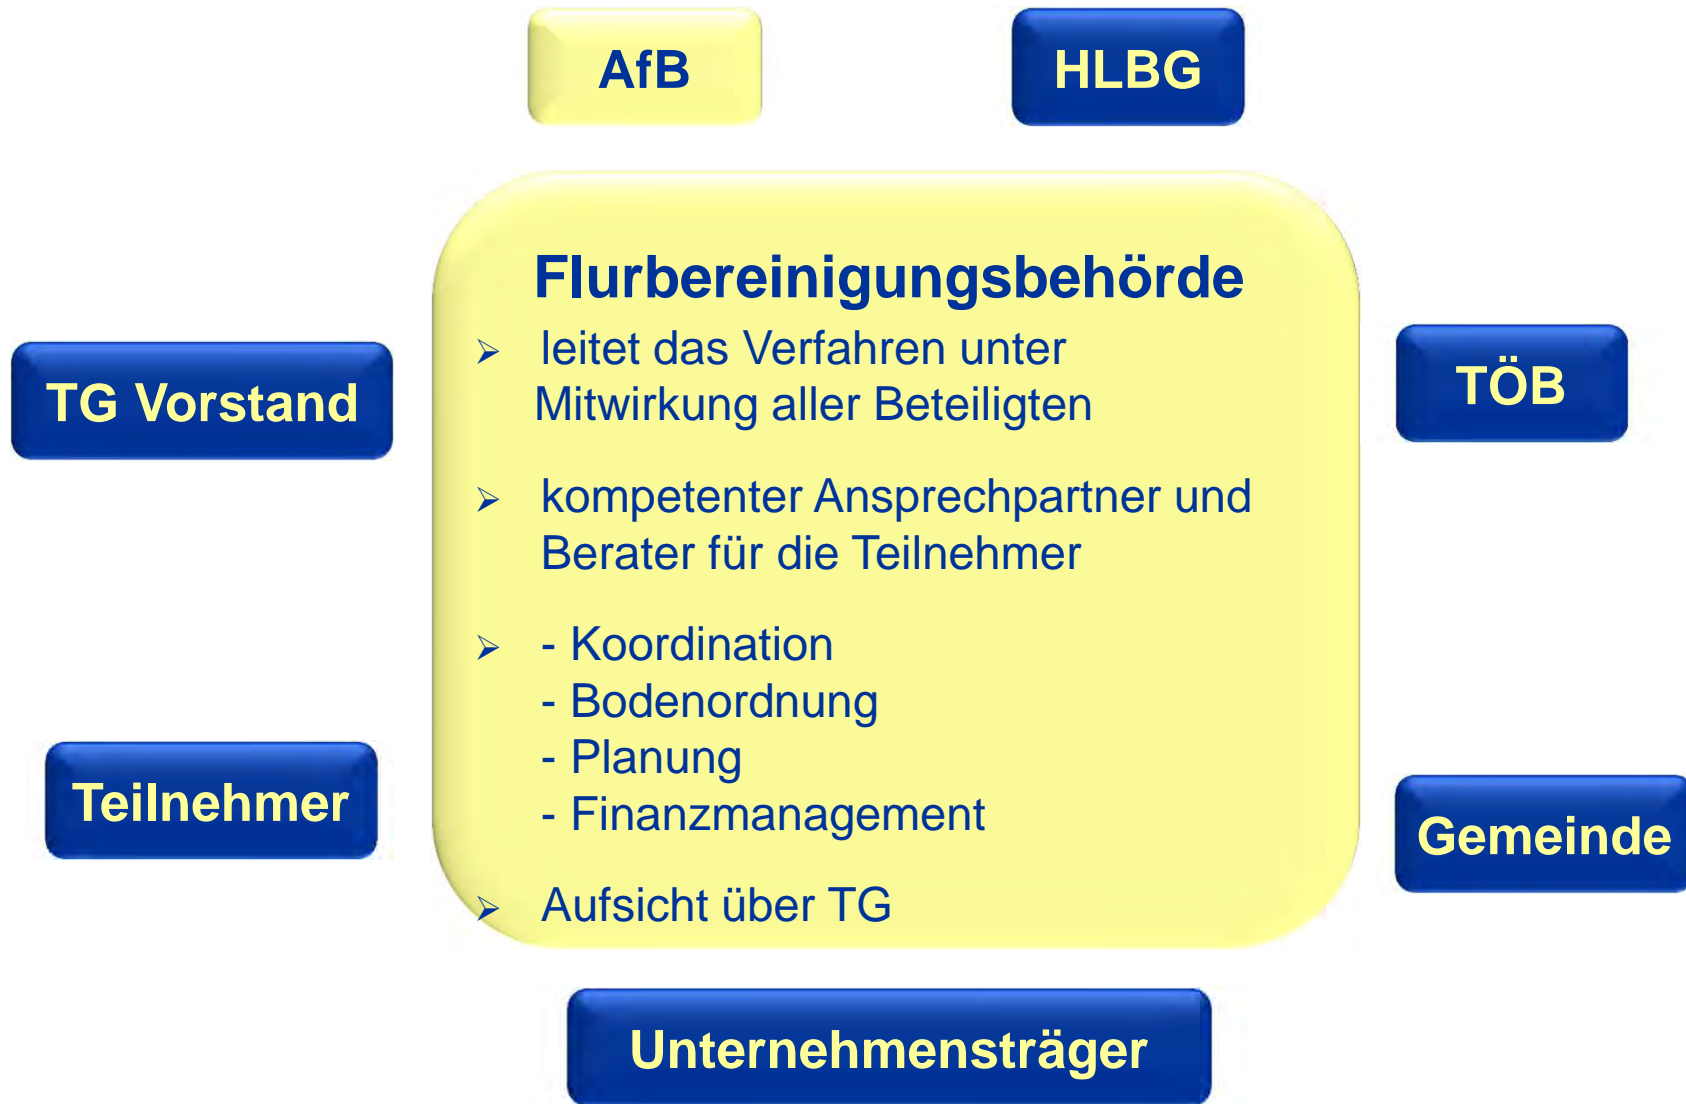 AfB
HLBG
Flurbereinigungsbehörde
➢ leitet das Verfahren unter
Mitwirkung aller Beteiligten
➢ kompetenter Ansprechpartner und
Berater für die Teilnehmer
➢ - Koordination
- Bodenordnung
- Planung
- Finanzmanagement
➢ Aufsicht über TG
TG Vorstand
TÖB
Teilnehmer
Gemeinde
Unternehmensträger